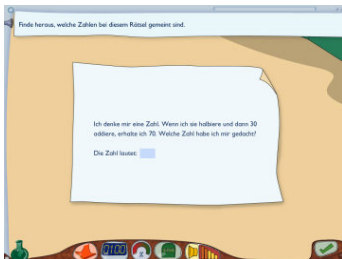 Finde heraus, welche Zahlen bei diesem Rätsel gemeint sind.
Ich denke mir eine Zahl. Wenn ich sie halbiere und dann 30
addiere, erhalte ich 70. Welche Zahl habe ich mir gedacht?
Die Zahl lautet: